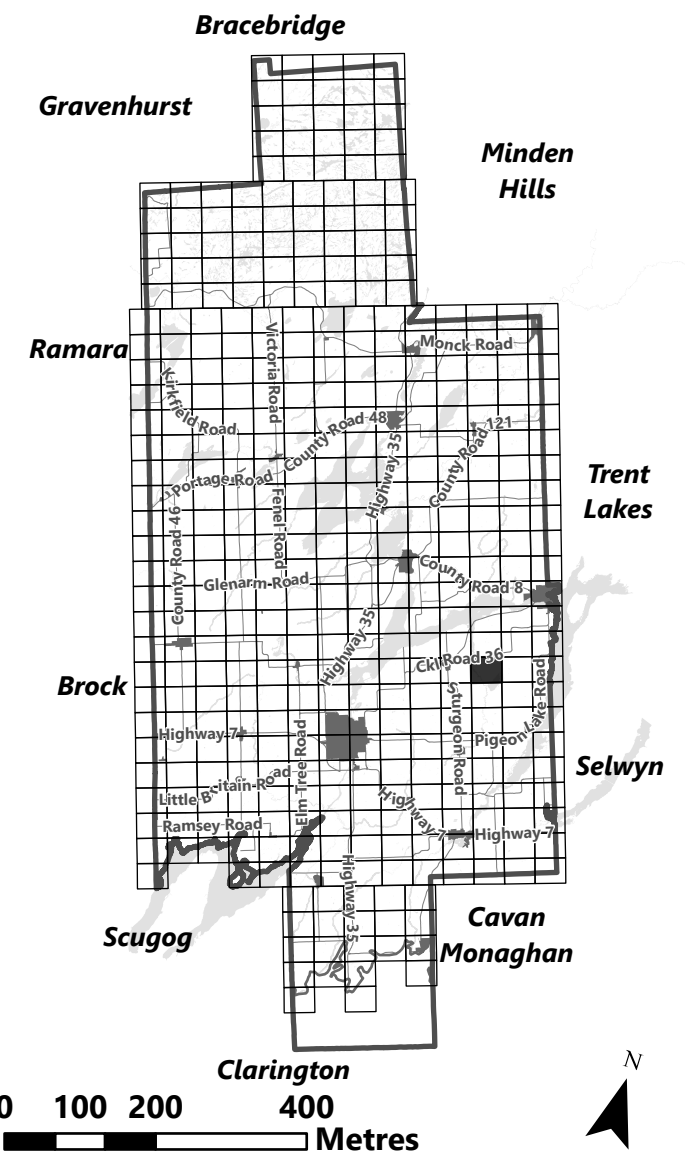 Bracebridge
Gravenhurst
Minden
Hills
Ramara
Victoria Road
Monck Road
Kirkfield Road
County Road 48
County Road 121
Highway 35
Portage Road
Trent
Lakes
Fenel Road
County Road 46
Glenarm Road
County Road 8
Highway 35
Ckl Road 36
Brock
Sturgeon Road
Pigeon Lake Road
Highway 7
Elm Tree Road
Selwyn
Little Britain Road
Highway 7
Ramsey Road
Highway 7
Highway 35
Scugog
Cavan
Monaghan
Clarington
N
0 100 200 400
Metres